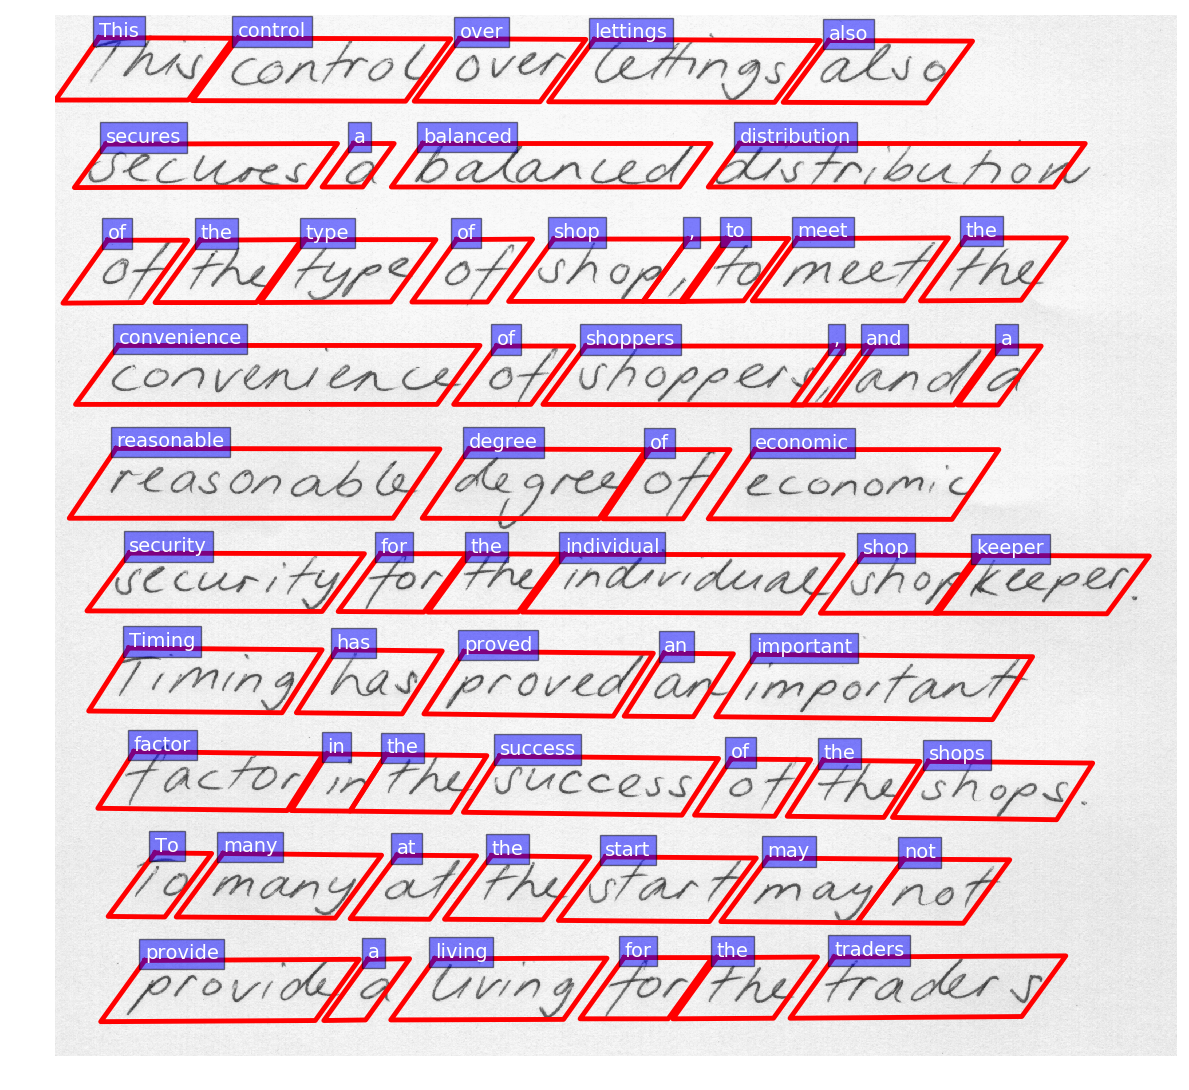 This control over lettings also
secures a balanced distribution
of the type of shop, to meet the
convenience of shoppers, and a
reasonable degree of economic
security for the individual shop keeper.
Timing has proved an important
factor in the success of the shops.
To many at the start may not
provide a living for the traders